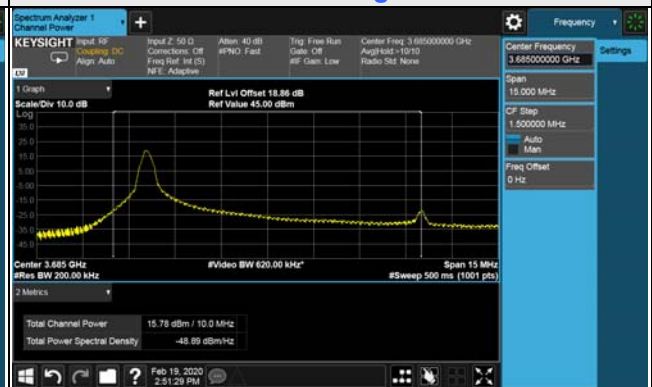 Spectrum Analyzer 1
Channel Power
Frequency
KEYSIGHT
Input: RF
Coupling: DC
Align: Auto
Input Z: 50 Ω
Corrections: Off
Freq Ref: Int (S)
NFE: Adaptive
Atten: 40 dB
#PNO: Fast
Trig: Free Run
Gate: Off
#IF Gain: Low
Center Freq: 3.685000000 GHz
Avg|Hold:>10/10
Radio Std: None
LW
Center Frequency
3.685000000 GHz
Settings
Span
15.000 MHz
CF Step
1.500000 MHz
Auto
Man
Freq Offset
0 Hz
1 Graph
Scale/Div 10.0 dB
Ref Lvl Offset 18.86 dB
Ref Value 45.00 dBm
Log
35.0
25.0
15.0
5.00
-5.00
-15.0
-25.0
-35.0
-45.0
Center 3.685 GHz
#Res BW 200.00 kHz
#Video BW 620.00 kHz*
Span 15 MHz
#Sweep 500 ms (1001 pts)
2 Metrics
Total Channel Power 15.78 dBm / 10.0 MHz
Total Power Spectral Density -48.89 dBm/Hz
Feb 19, 2020
2:51:29 PM